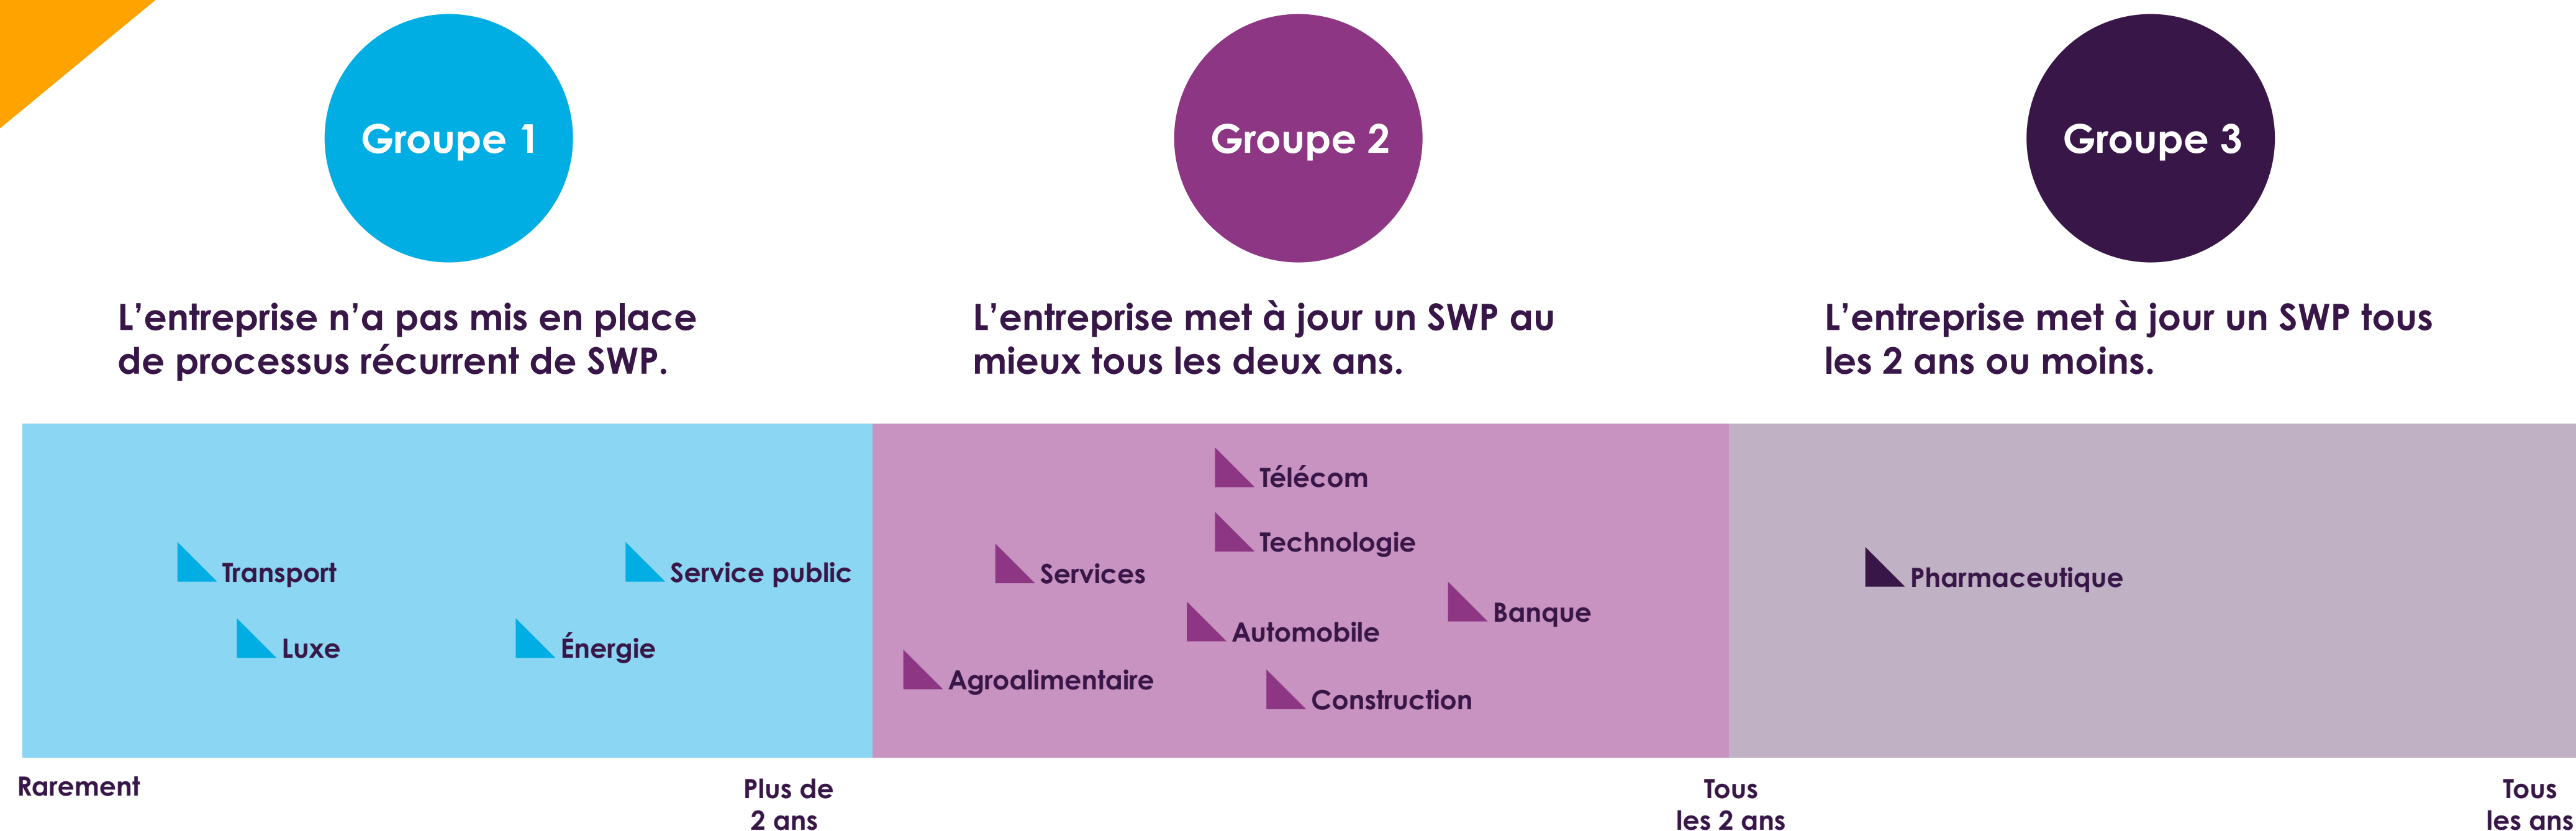 Groupe 1
Groupe 2
Groupe 3
L’entreprise n’a pas mis en place
de processus récurrent de SWP.
L’entreprise met à jour un SWP au
mieux tous les deux ans.
L’entreprise met à jour un SWP tous
les 2 ans ou moins.
Transport
Service public
Luxe
Énergie
Télécom
Technologie
Services
Banque
Automobile
Agroalimentaire
Construction
Pharmaceutique
Rarement
Plus de
2 ans
Tous
les 2 ans
Tous
les ans